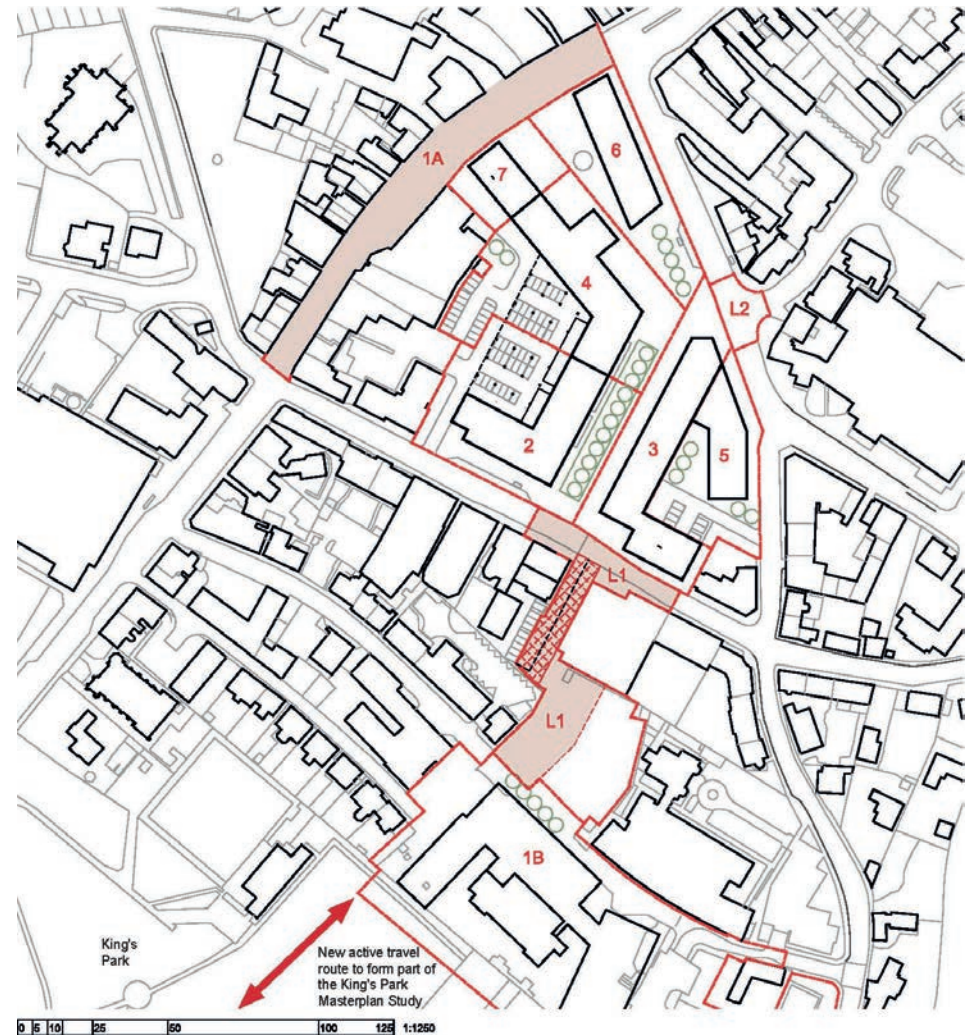 1A
6
7
4
L2
2
3
5
L1
L1
1B
King's
Park
New active travel
route to form part of
the King's Park
Masterplan Study
0 5 10 25 50 100 125 1:1250